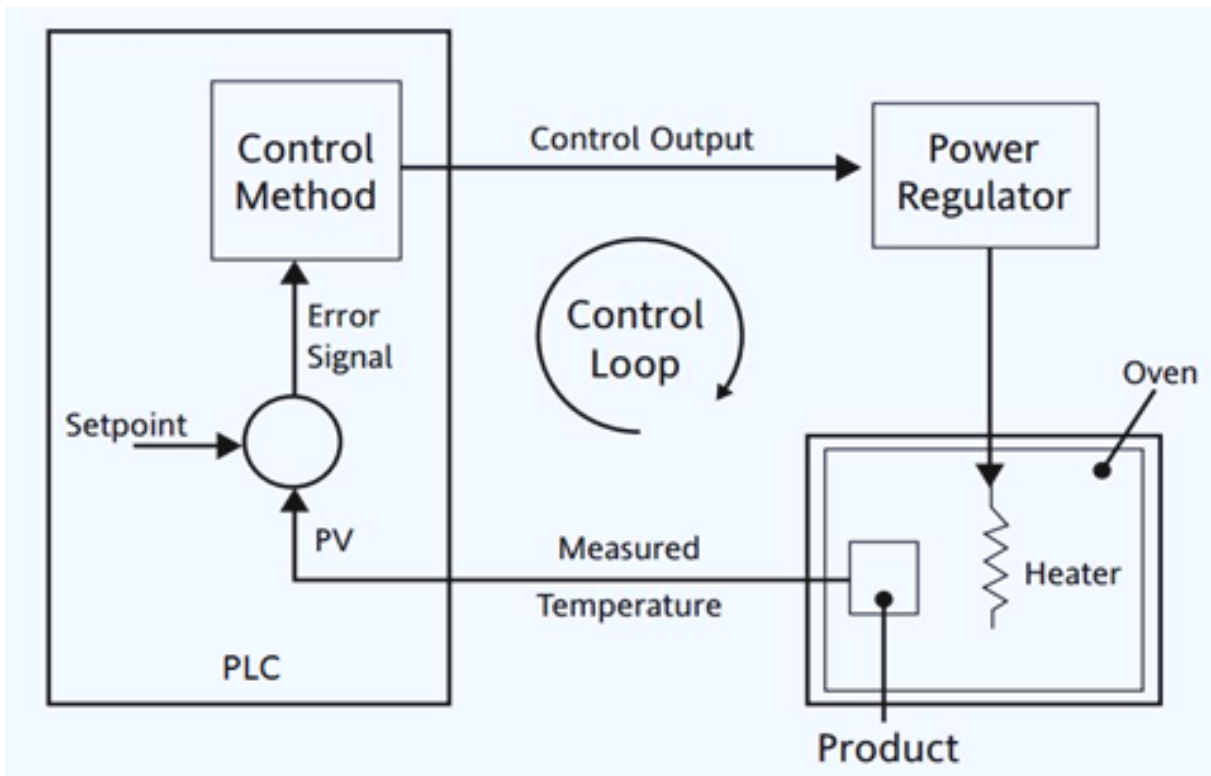 Control
Method
Control Output
Power
Regulator
Error
Signal
Control
Loop
Oven
Setpoint
PV
Measured
Temperature
Heater
PLC
Product